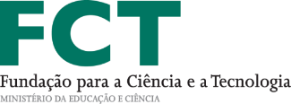 FCT
Fundação para a Ciência e a Tecnologia
MINISTÉRIO DA EDUCAÇÃO E CIÊNCIA